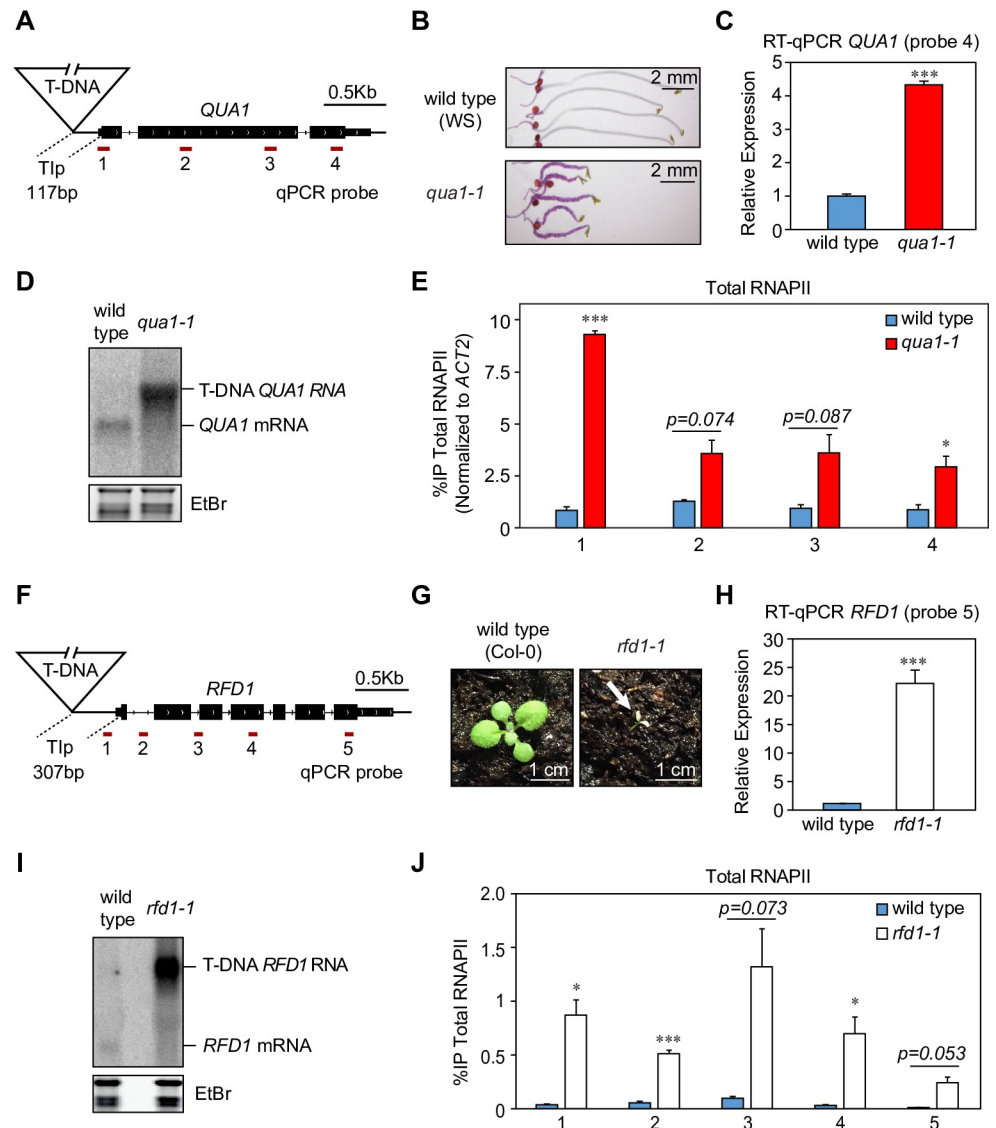 A
T-DNA
QUA1
0.5Kb
TIp
117bp
1 2 3 4
qPCR probe
B
wild type
(WS)
2 mm
qua1-1
2 mm
C
RT-qPCR QUA1 (probe 4)
Relative Expression
5
4
3
2
1
0
***
wild type
qua1-1
D
wild
type
qua1-1
T-DNA QUA1 RNA
QUA1 mRNA
EtBr
E
Total RNAPII
%IP Total RNAPII
(Normalized to ACT2)
10
7.5
5
2.5
0
***
p=0.074
p=0.087
*
wild type
qua1-1
1 2 3 4
F
T-DNA
RFD1
0.5Kb
TIp
307bp
1 2 3 4 5
qPCR probe
G
wild type
(Col-0)
rfd1-1
1 cm
1 cm
H
RT-qPCR RFD1 (probe 5)
Relative Expression
30
25
20
15
10
5
0
***
wild type
rfd1-1
I
wild
type
rfd1-1
T-DNA RFD1 RNA
RFD1 mRNA
EtBr
J
Total RNAPII
%IP Total RNAPII
2.0
1.5
1
0.5
0
*
***
p=0.073
*
p=0.053
wild type
rfd1-1
1 2 3 4 5